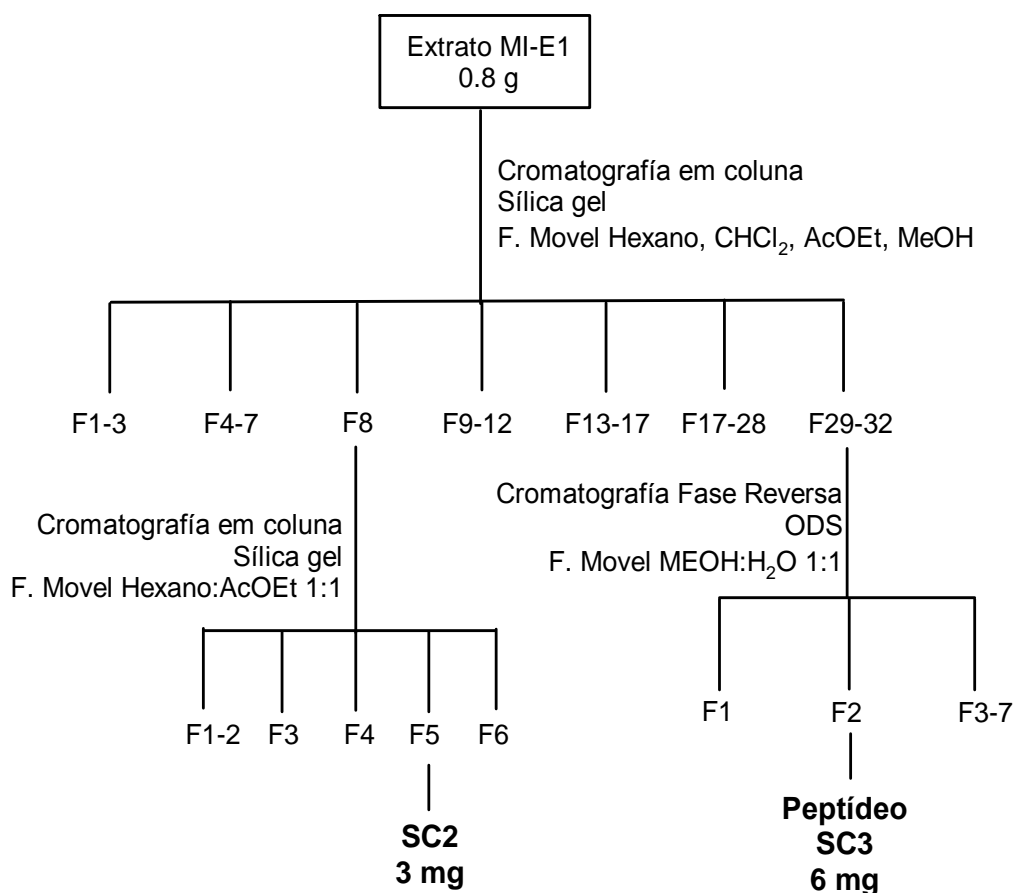 Extrato MI-E1
0.8 g
Cromatografía em coluna
Sílica gel
F. Movel Hexano, CHCl₂, AcOEt, MeOH
F1-3 F4-7 F8 F9-12 F13-17 F17-28 F29-32
Cromatografía em coluna
Sílica gel
F. Movel Hexano:AcOEt 1:1
Cromatografía Fase Reversa
ODS
F. Movel MEOH:H₂O 1:1
F1-2 F3 F4 F5 F6
F1 F2 F3-7
SC2
3 mg
Peptídeo
SC3
6 mg